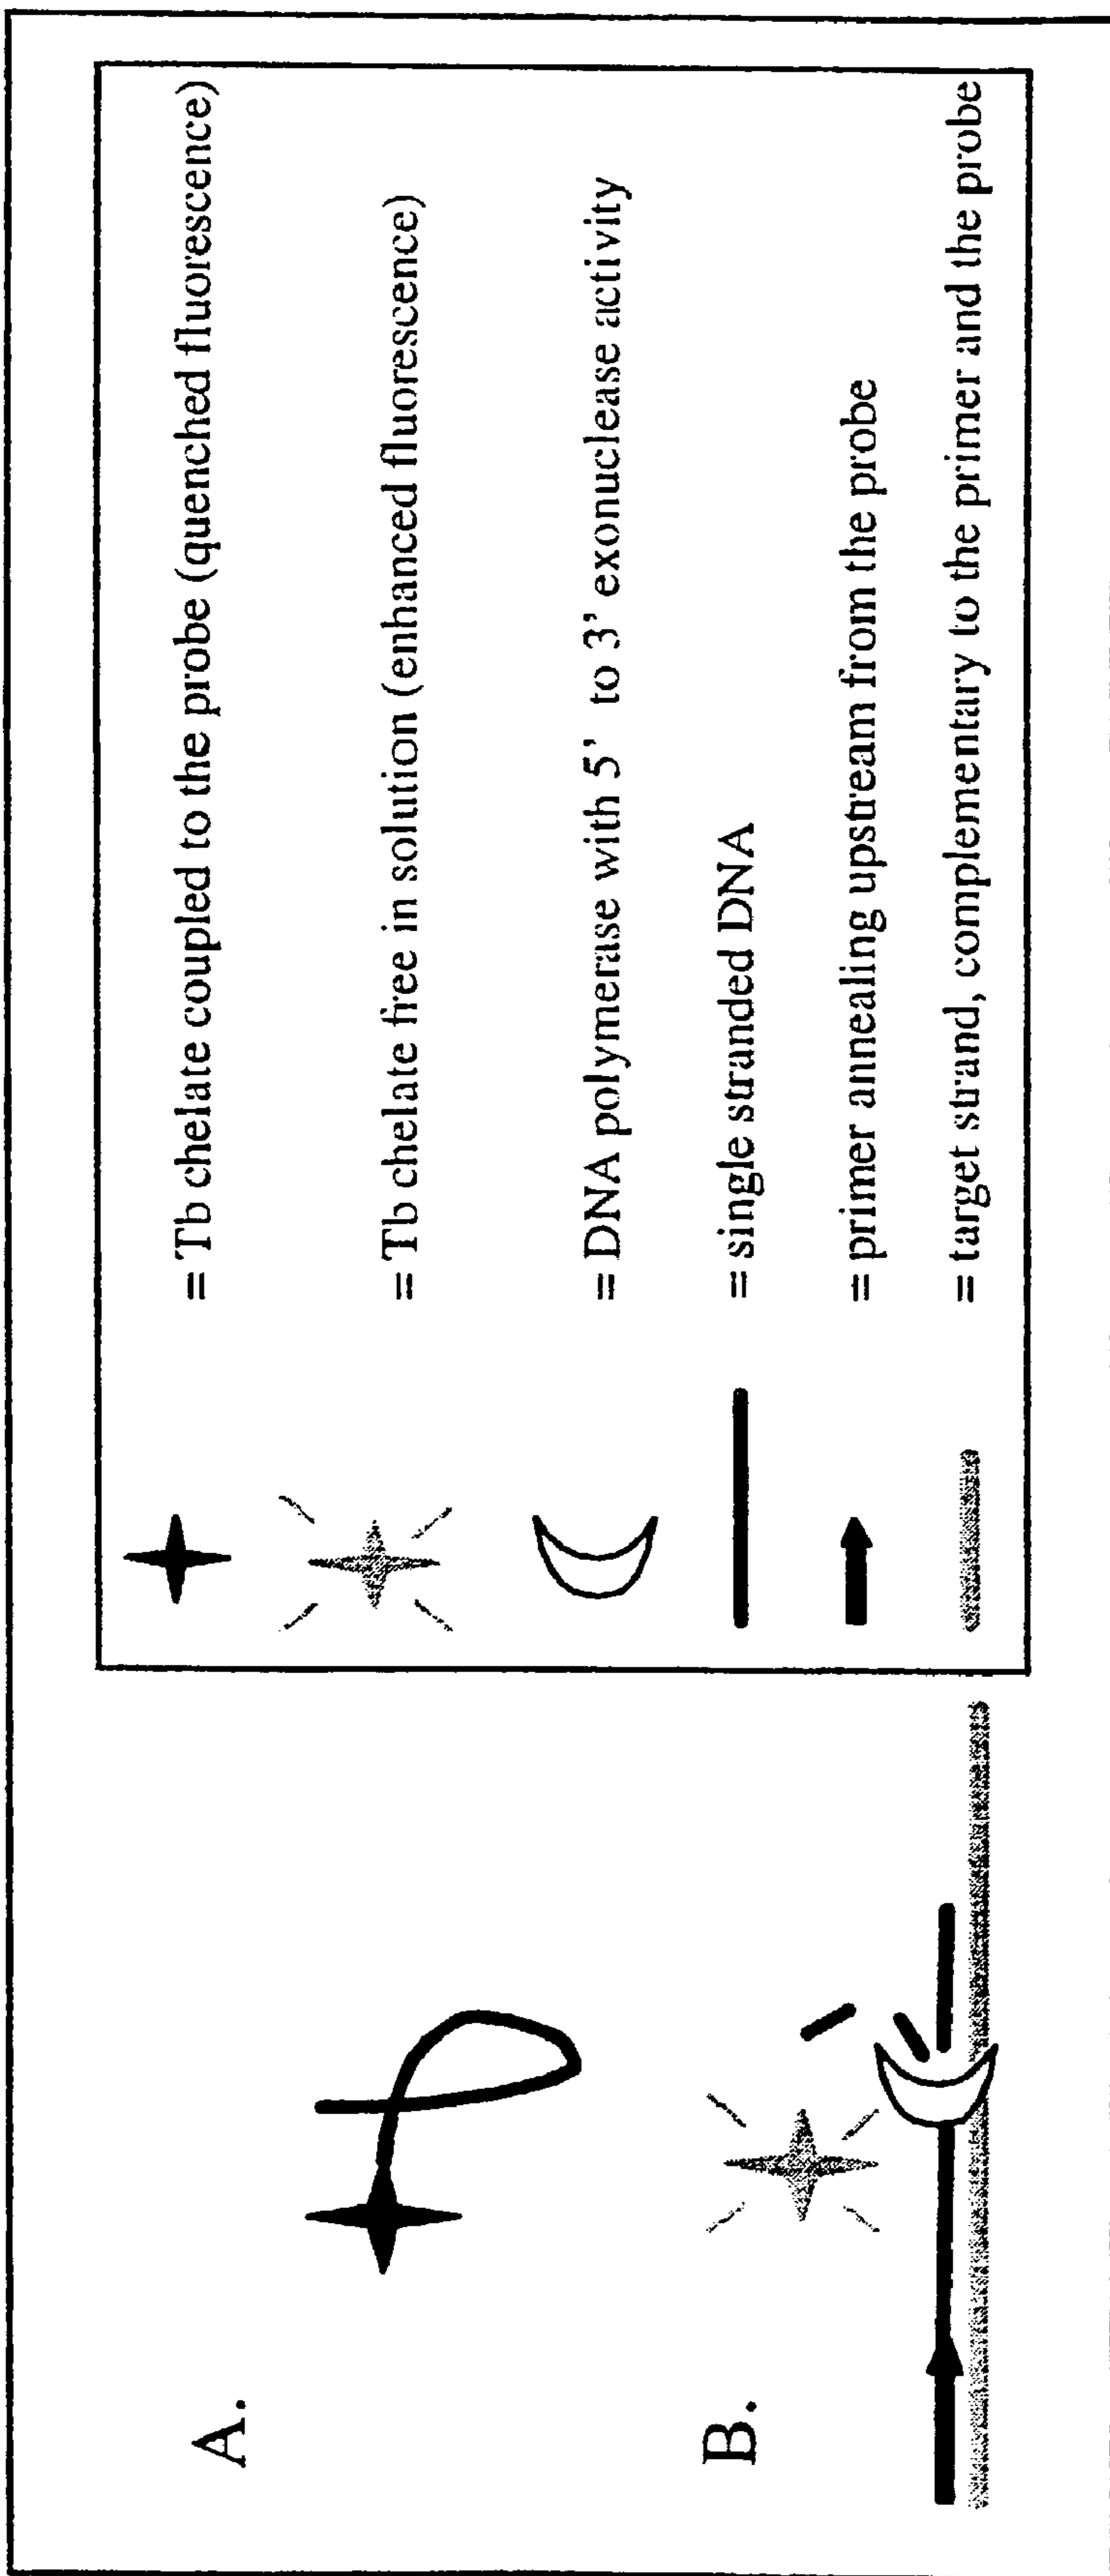 A.
B.
= Tb chelate coupled to the probe (quenched fluorescence)
= Tb chelate free in solution (enhanced fluorescence)
= DNA polymerase with 5' to 3' exonuclease activity
= single stranded DNA
= primer annealing upstream from the probe
= target strand, complementary to the primer and the probe